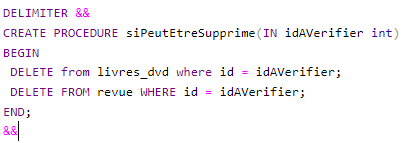 DELIMITER &&
CREATE PROCEDURE siPeutEtreSupprime(IN idAVerifier int)
BEGIN
DELETE from livres_dvd where id = idAVerifier;
DELETE FROM revue WHERE id = idAVerifier;
END;
&&